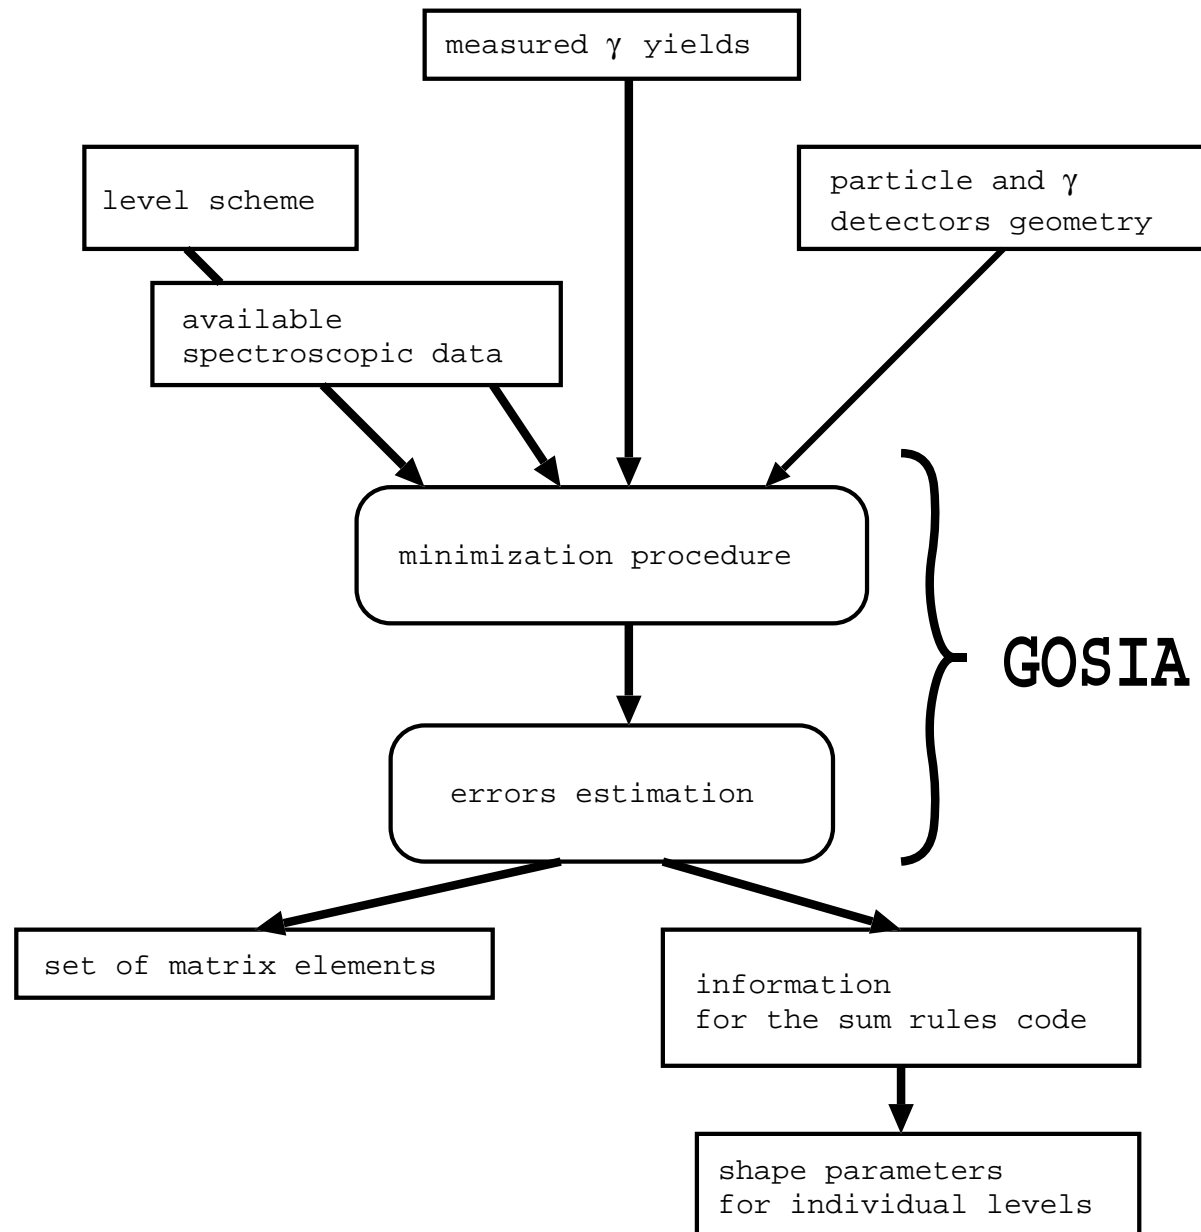 measured γ yields
level scheme
particle and γ
detectors geometry
available
spectroscopic data
minimization procedure
GOSIA
errors estimation
set of matrix elements
information
for the sum rules code
shape parameters
for individual levels